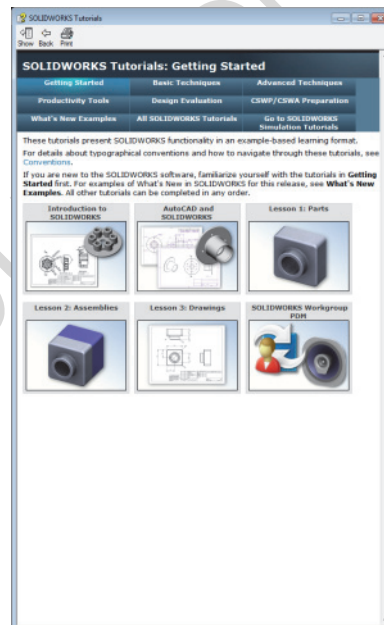 SOLIDWORKS Tutorials
Show Back Print
SOLIDWORKS Tutorials: Getting Started
Getting Started Basic Techniques Advanced Techniques
Productivity Tools Design Evaluation CSWP/CSWA Preparation
What's New Examples All SOLIDWORKS Tutorials Go to SOLIDWORKS
Simulation Tutorials
These tutorials present SOLIDWORKS functionality in an example-based learning format.
For details about typographical conventions and how to navigate through these tutorials, see
Conventions.
If you are new to the SOLIDWORKS software, familiarize yourself with the tutorials in Getting
Started first. For examples of What's New in SOLIDWORKS for this release, see What's New
Examples. All other tutorials can be completed in any order.
Introduction to
SOLIDWORKS
AutoCAD and
SOLIDWORKS
Lesson 1: Parts
Lesson 2: Assemblies
Lesson 3: Drawings
SOLIDWORKS Workgroup
PDM